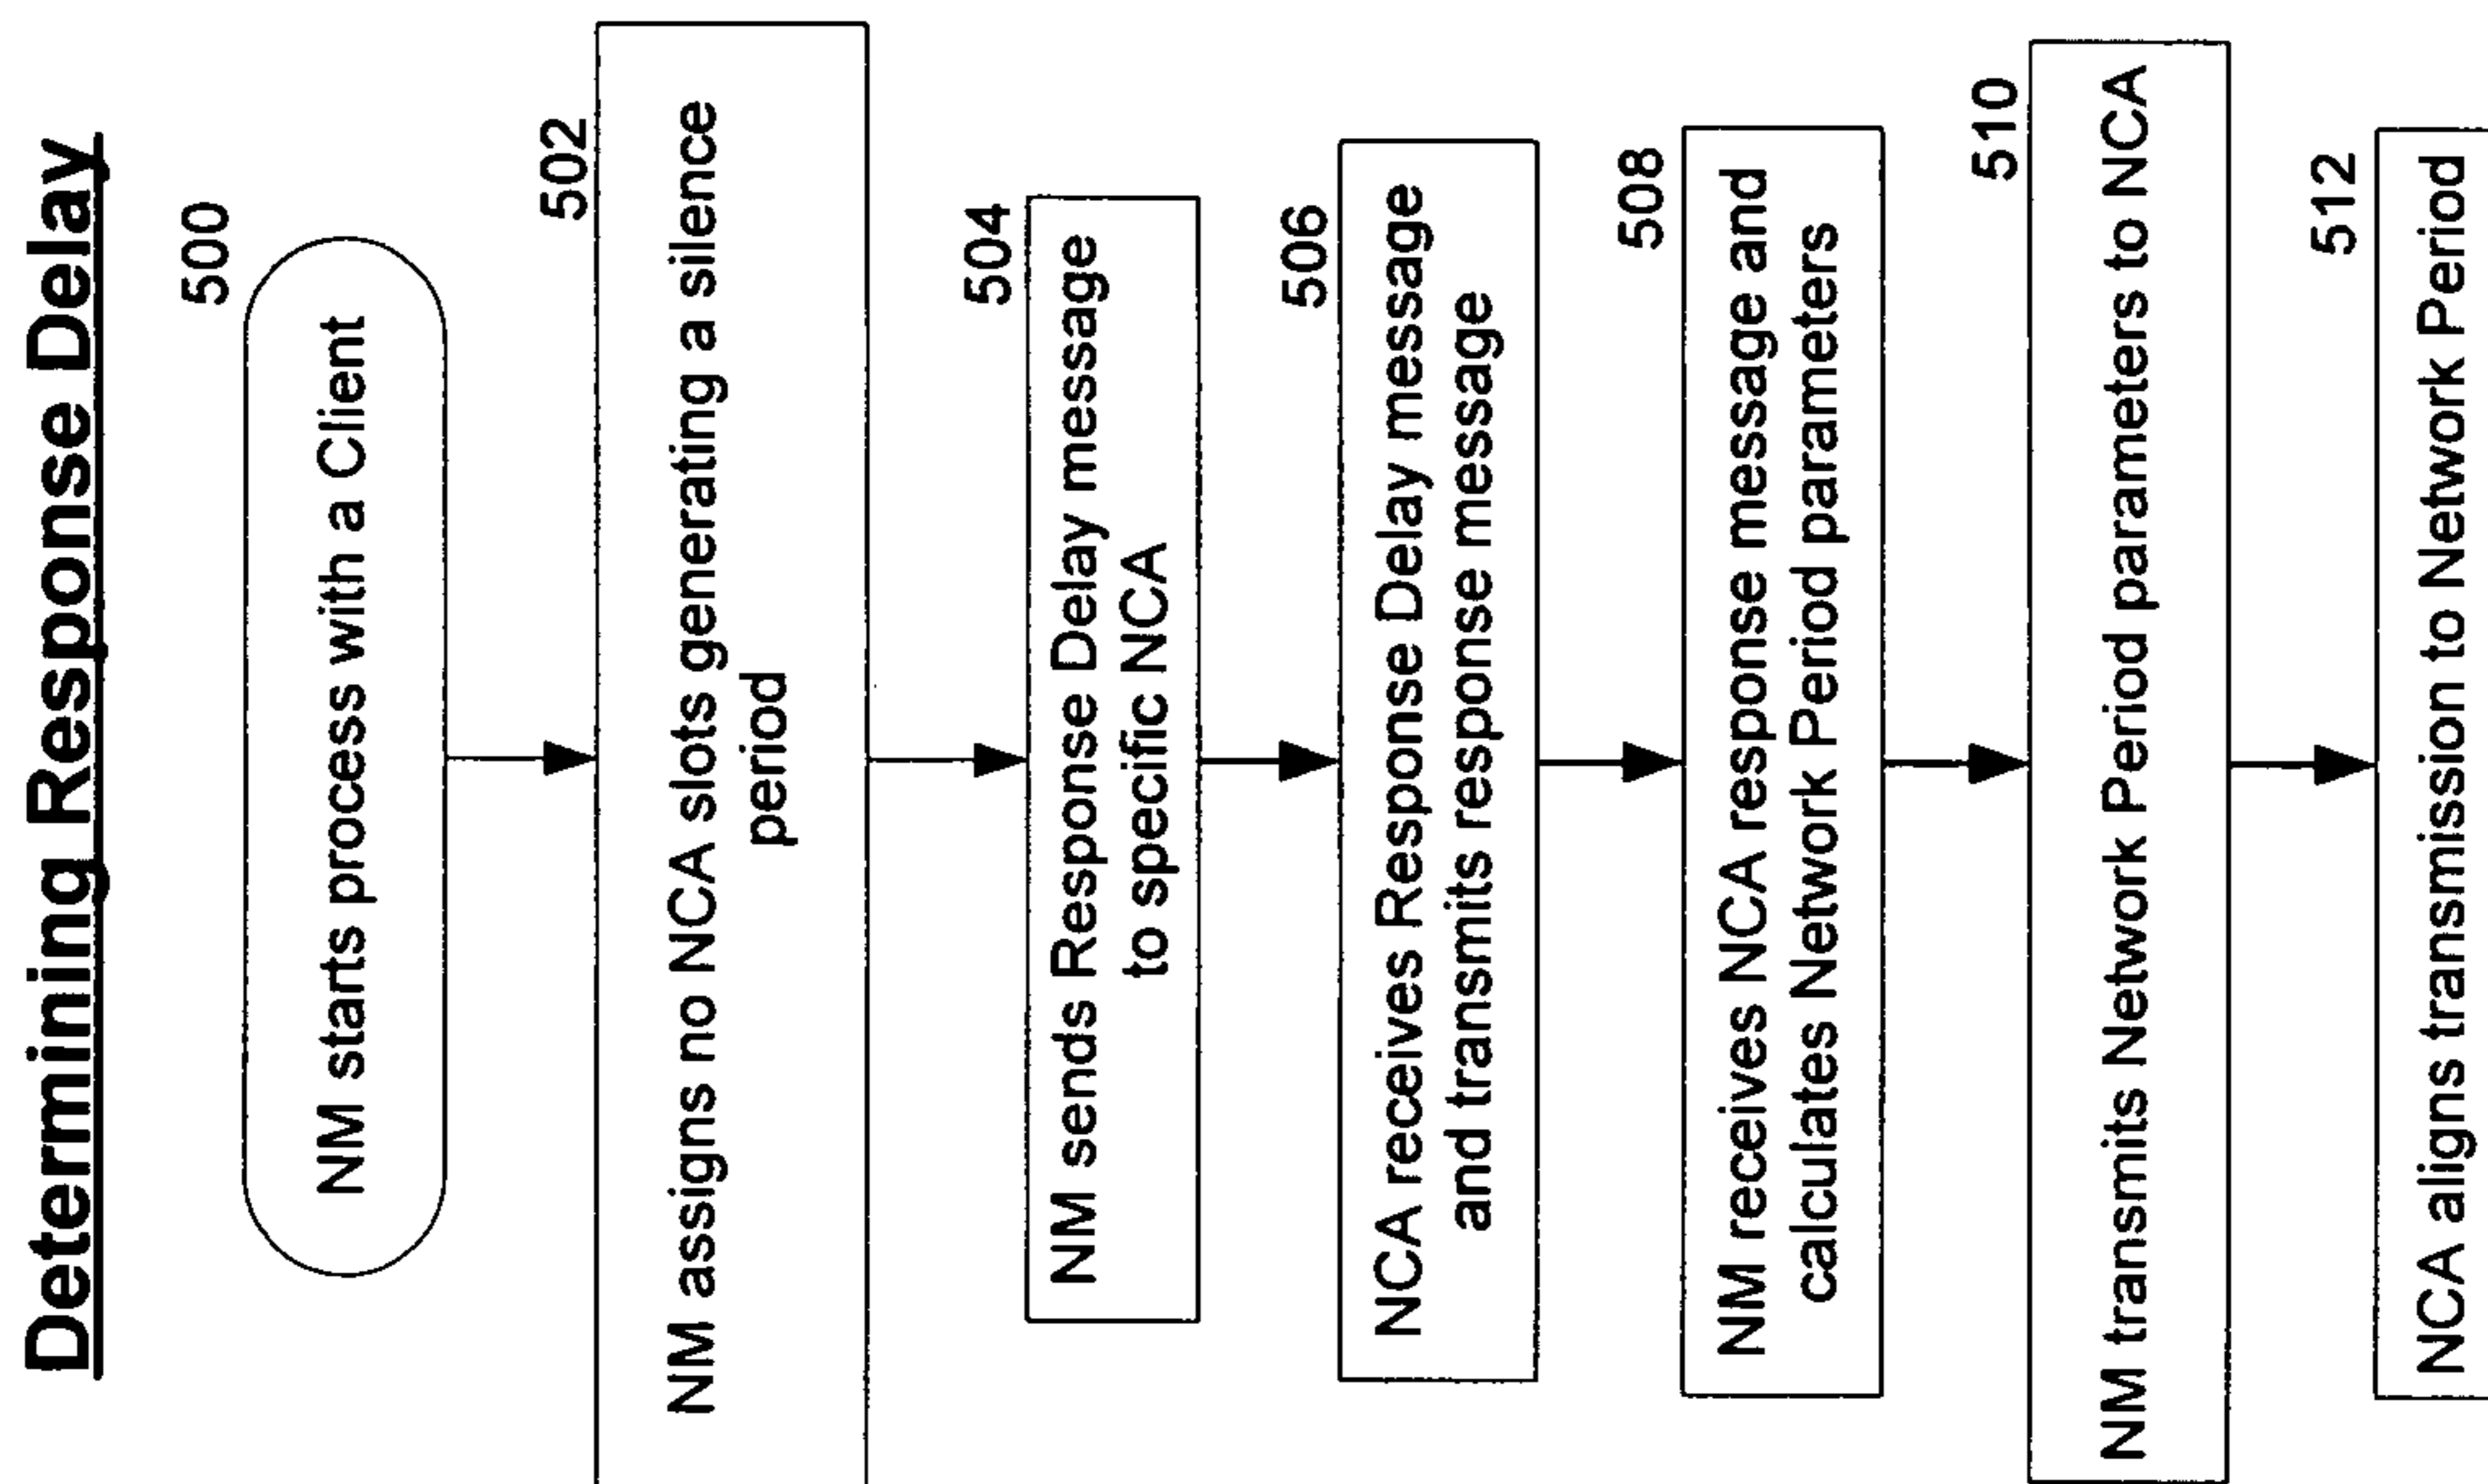 Determining Response Delay
500
NM starts process with a Client
502
NM assigns no NCA slots generating a silence
period
504
NM sends Response Delay message
to specific NCA
506
NCA receives Response Delay message
and transmits response message
508
NM receives NCA response message and
calculates Network Period parameters
510
NM transmits Network Period parameters to NCA
512
NCA aligns transmission to Network Period